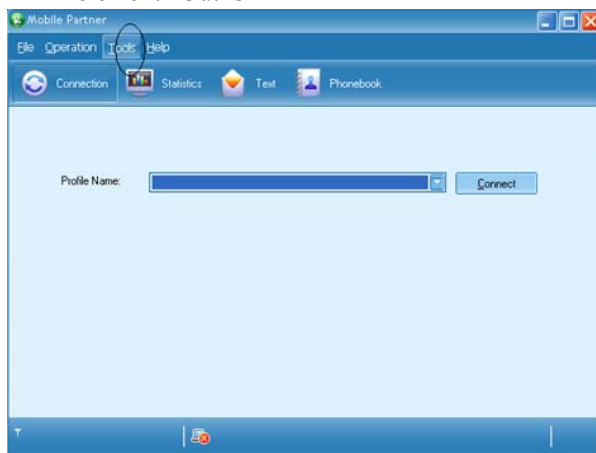 Mobile Partner
File Operation Tools Help
Connection Statistics Text Phonebook
Profile Name: Connect